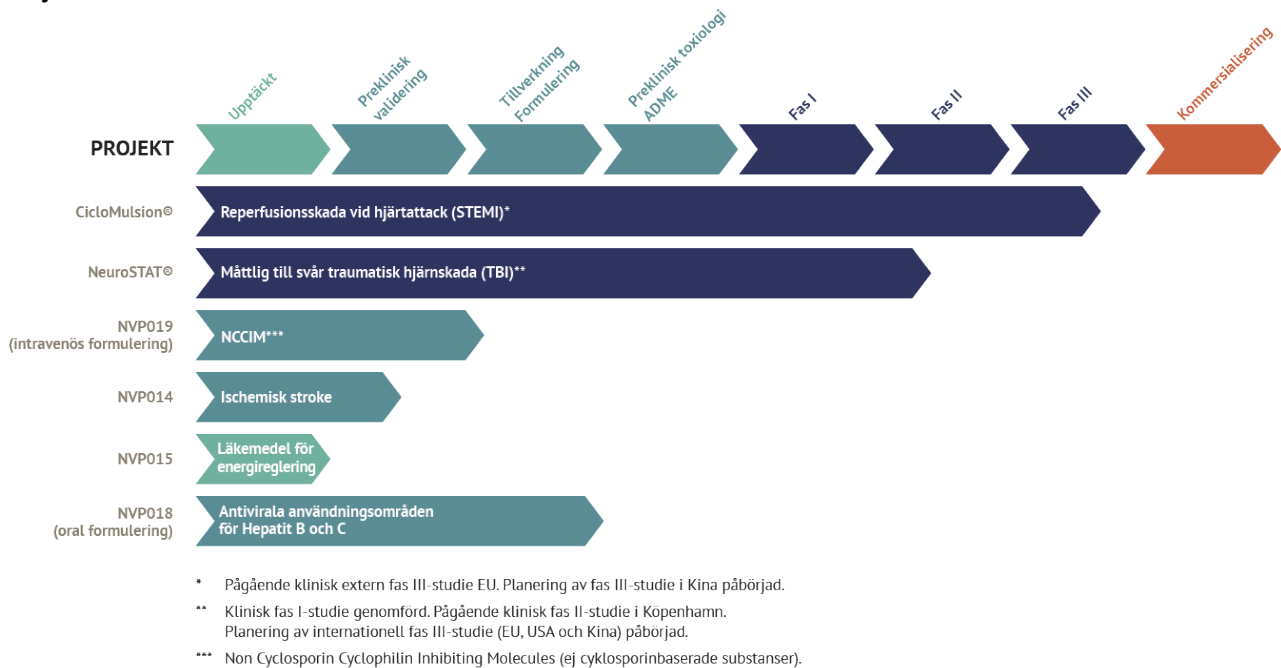 Upptäckt
Preklinisk
validering
Tillverkning
Formulering
Preklinisk toxiologi
ADME
Fas I
Fas II
Fas III
Kommersialisering
PROJEKT
CicloMulsion®
Reperfusionsskada vid hjärtattack (STEMI)*
NeuroSTAT®
Måttlig till svår traumatisk hjärnskada (TBI)**
NVP019
(intravenös formulering)
NCCIM***
NVP014
Ischemisk stroke
NVP015
Läkemedel för
energireglering
NVP018
(oral formulering)
Antivirala användningsområden
för Hepatit B och C
* Pågående klinisk extern fas III-studie EU. Planering av fas III-studie i Kina påbörjad.
** Klinisk fas I-studie genomförd. Pågående klinisk fas II-studie i Köpenhamn.
Planering av internationell fas III-studie (EU, USA och Kina) påbörjad.
*** Non Cyclosporin Cyclophilin Inhibiting Molecules (ej cyklosporinbaserade substanser).